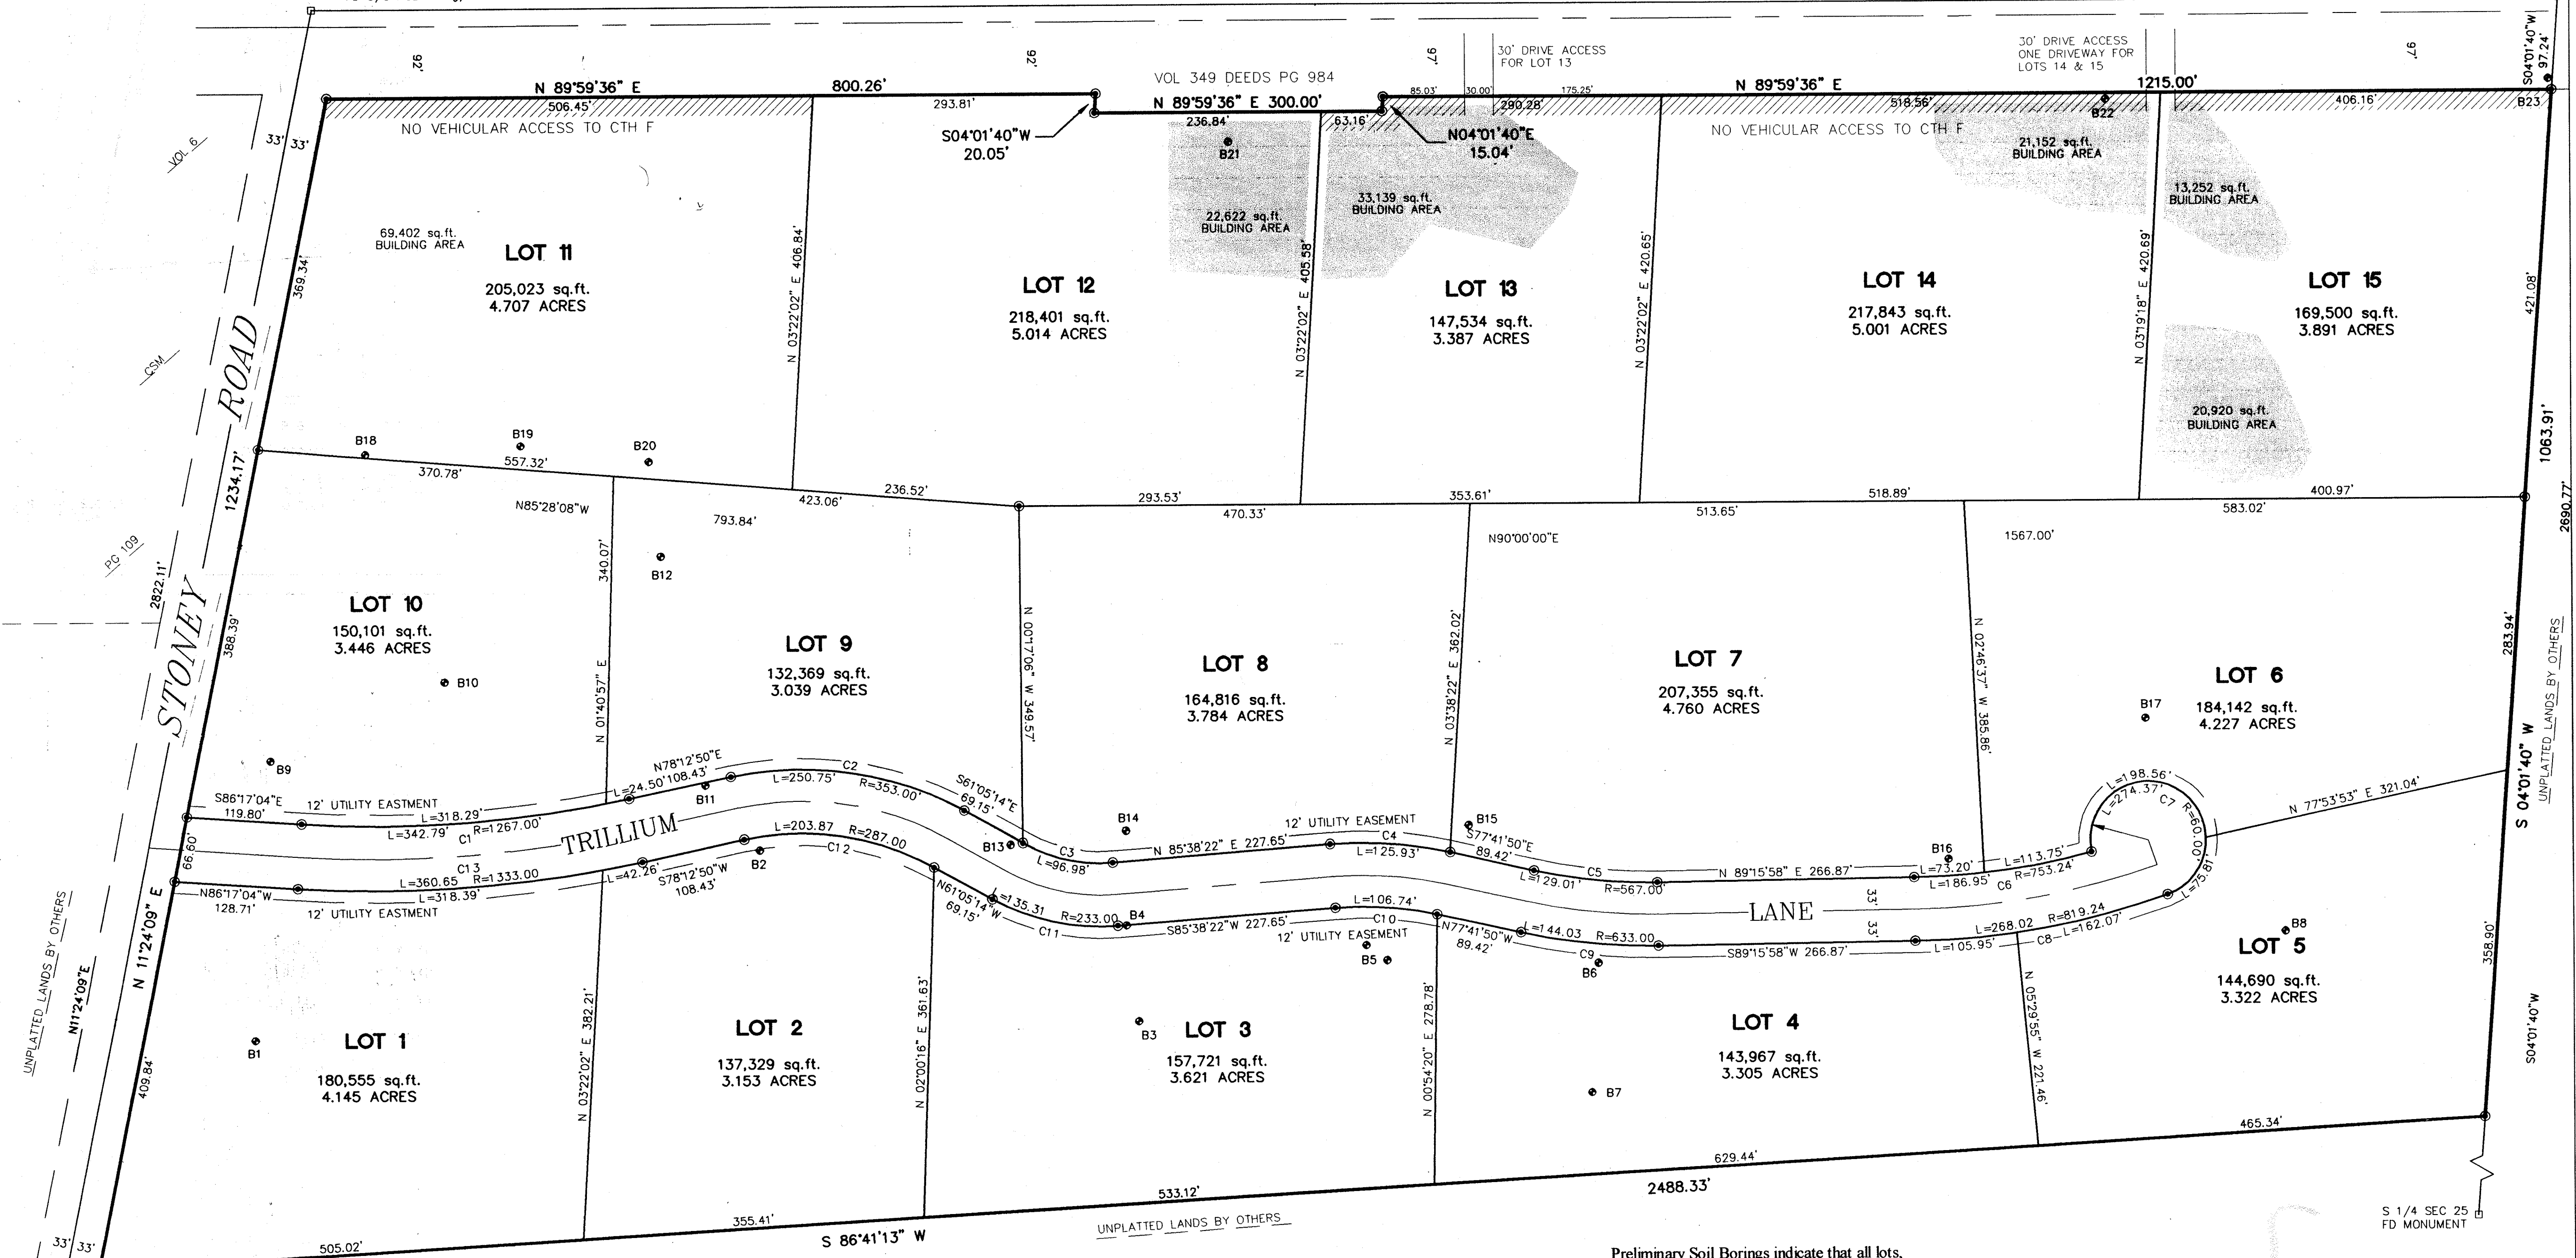 S04°01'40"W
97.24'
92'
92'
97'
97'
30' DRIVE ACCESS
FOR LOT 13
30' DRIVE ACCESS
ONE DRIVEWAY FOR
LOTS 14 & 15
VOL 349 DEEDS PG 984
N 89°59'36" E
800.26'
506.45'
293.81'
N 89°59'36" E 300.00'
236.84'
63.16'
85.03'
30.00'
175.25'
290.28'
N 89°59'36" E
1215.00'
518.56'
406.16'
B22
B23
NO VEHICULAR ACCESS TO CTH F
NO VEHICULAR ACCESS TO CTH F
S04°01'40"W
20.05'
N04°01'40"E
15.04'
B21
33'
33'
VOL 6
CSM
PG 109
369.34'
69,402 sq.ft.
BUILDING AREA
LOT 11
205,023 sq.ft.
4.707 ACRES
N 03°22'02" E 406.84'
22,622 sq.ft.
BUILDING AREA
LOT 12
218,401 sq.ft.
5.014 ACRES
N 03°22'02" E 405.58'
33,139 sq.ft.
BUILDING AREA
LOT 13
147,534 sq.ft.
3.387 ACRES
N 03°22'02" E 420.65'
21,152 sq.ft.
BUILDING AREA
LOT 14
217,843 sq.ft.
5.001 ACRES
N 03°19'18" E 420.69'
13,252 sq.ft.
BUILDING AREA
LOT 15
169,500 sq.ft.
3.891 ACRES
20,920 sq.ft.
BUILDING AREA
421.08'
1063.91'
2690.77'
STONEY ROAD
1234.17'
2822.11'
B18
B19
B20
370.78'
557.32'
423.06'
236.52'
N85°28'08"W
793.84'
293.53'
470.33'
353.61'
513.65'
518.89'
583.02'
400.97'
N90°00'00"E
1567.00'
388.39'
LOT 10
150,101 sq.ft.
3.446 ACRES
B10
B9
340.07'
N 01°40'57" E
B12
LOT 9
132,369 sq.ft.
3.039 ACRES
N 00°17'06" W 349.57'
LOT 8
164,816 sq.ft.
3.784 ACRES
N 03°38'22" E 362.02'
LOT 7
207,355 sq.ft.
4.760 ACRES
N 02°46'37" W 385.86'
LOT 6
184,142 sq.ft.
4.227 ACRES
B17
283.94'
S 04°01'40" W
UNPLATTED LANDS BY OTHERS
N 77°53'53" E 321.04'
S86°17'04"E
119.80'
12' UTILITY EASTMENT
L=318.29'
L=342.79'
C1
R=1267.00'
L=24.50'
N78°12'50"E
108.43'
B11
C2
L=250.75'
R=353.00'
S61°05'14"E
69.15'
B13
C3
L=96.98'
B14
N 85°38'22" E 227.65'
12' UTILITY EASEMENT
C4
L=125.93'
B15
S77°41'50"E
89.42'
L=129.01'
C5
R=567.00'
N 89°15'58" E 266.87'
B16
L=73.20'
L=186.95'
L=113.75'
R=753.24'
C6
L=198.56'
L=274.37'
C7
R=60.00'
L=75.81'
TRILLIUM
LANE
33'
33'
66.60'
N86°17'04"W
128.71'
12' UTILITY EASTMENT
C13
L=360.65
R=1333.00
L=318.39'
L=42.26'
S78°12'50"W
108.43'
B2
L=203.87
R=287.00
C12
N61°05'14"W
69.15'
L=135.31
C11
R=233.00
B4
S85°38'22"W 227.65'
12' UTILITY EASEMENT
L=106.74'
C10
N77°41'50"W
89.42'
L=144.03
R=633.00
C9
S89°15'58"W 266.87'
L=268.02
L=105.95'
R=819.24
C8
L=162.07'
UNPLATTED LANDS BY OTHERS
N11°24'09"E
N 11°24'09" E
409.84'
B1
LOT 1
180,555 sq.ft.
4.145 ACRES
N 03°22'02" E 382.21'
LOT 2
137,329 sq.ft.
3.153 ACRES
N 02°00'16" E 361.63'
B3
LOT 3
157,721 sq.ft.
3.621 ACRES
B5
N 00°54'20" E 278.78'
B6
LOT 4
143,967 sq.ft.
3.305 ACRES
B7
N 05°29'55" W 221.46'
B8
LOT 5
144,690 sq.ft.
3.322 ACRES
358.90'
S04°01'40"W
465.34'
629.44'
2488.33'
533.12'
355.41'
505.02'
S 86°41'13" W
UNPLATTED LANDS BY OTHERS
33'
33'
S 1/4 SEC 25
FD MONUMENT
Preliminary Soil Borings indicate that all lots,